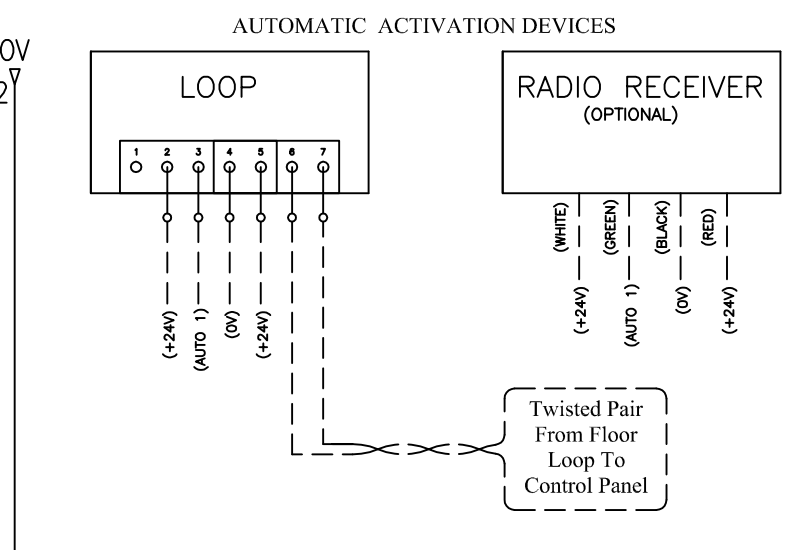 AUTOMATIC ACTIVATION DEVICES
0V
2
LOOP
1 2 3 4 5 6 7
(+24V)
(AUTO 1)
(0V)
(+24V)
RADIO RECEIVER
(OPTIONAL)
(WHITE)
(GREEN)
(BLACK)
(RED)
(+24V)
(AUTO 1)
(0V)
(+24V)
Twisted Pair
From Floor
Loop To
Control Panel